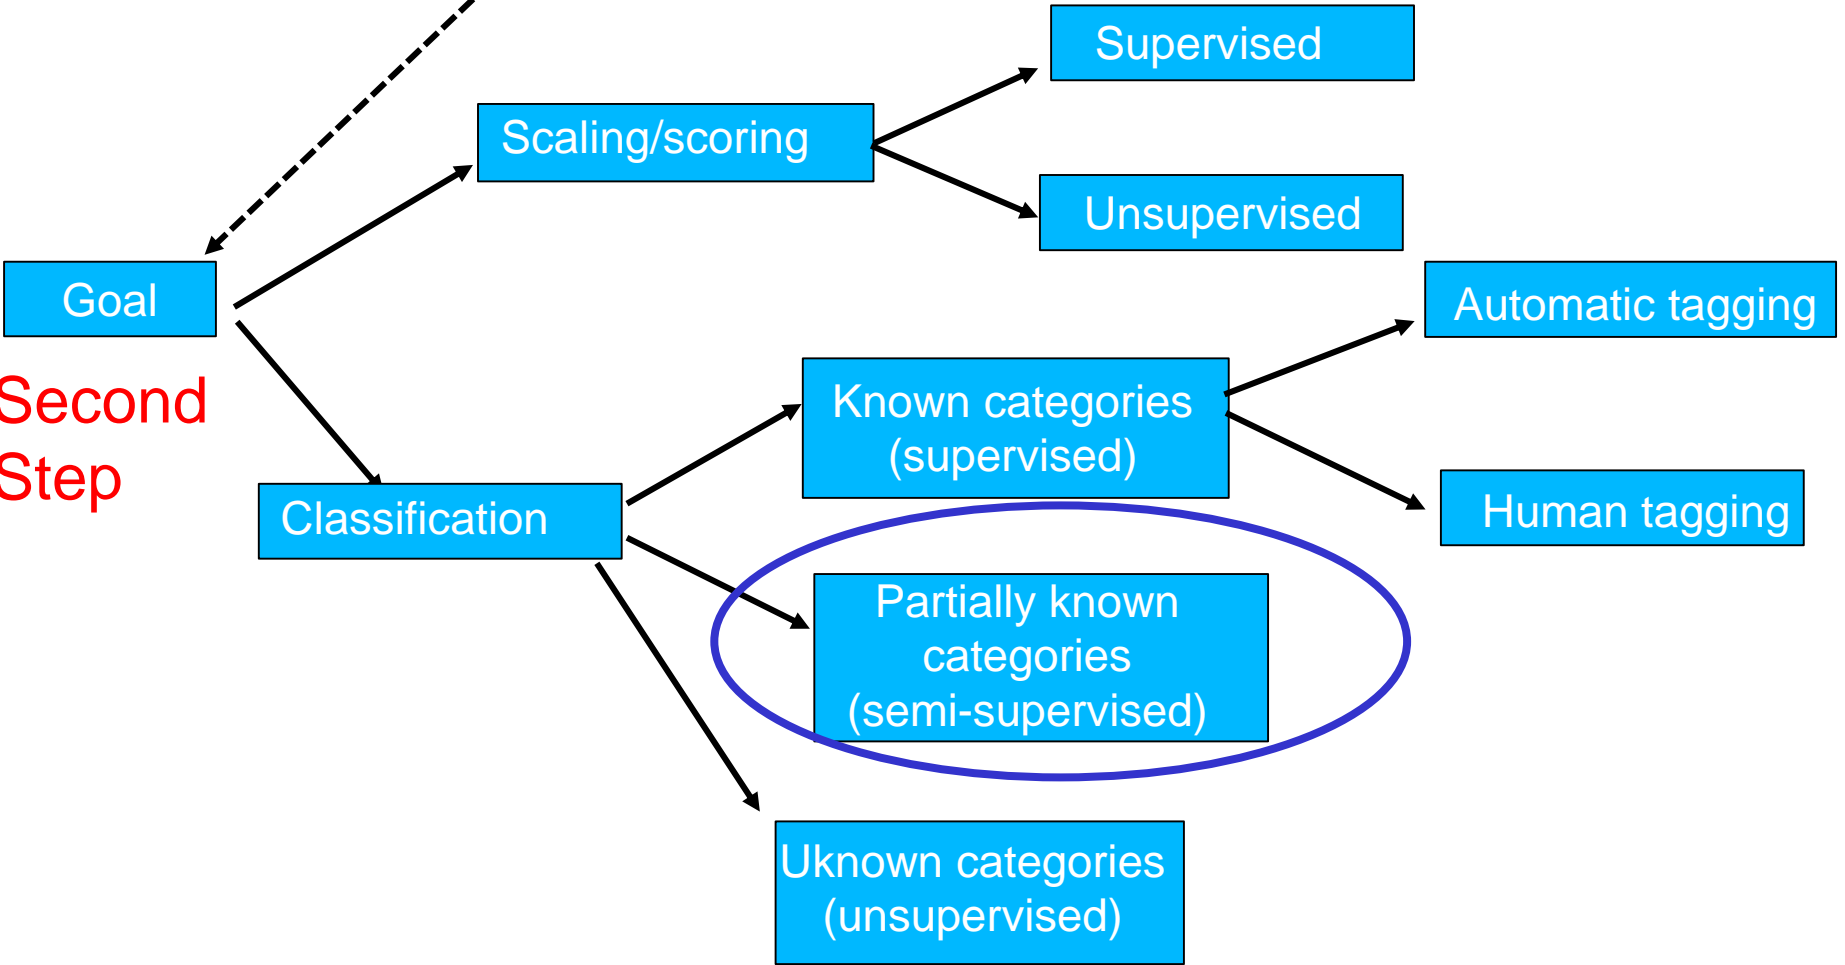 Supervised
Scaling/scoring
Unsupervised
Goal
Automatic tagging
Second
Step
Known categories
(supervised)
Classification
Human tagging
Partially known
categories
(semi-supervised)
Uknown categories
(unsupervised)